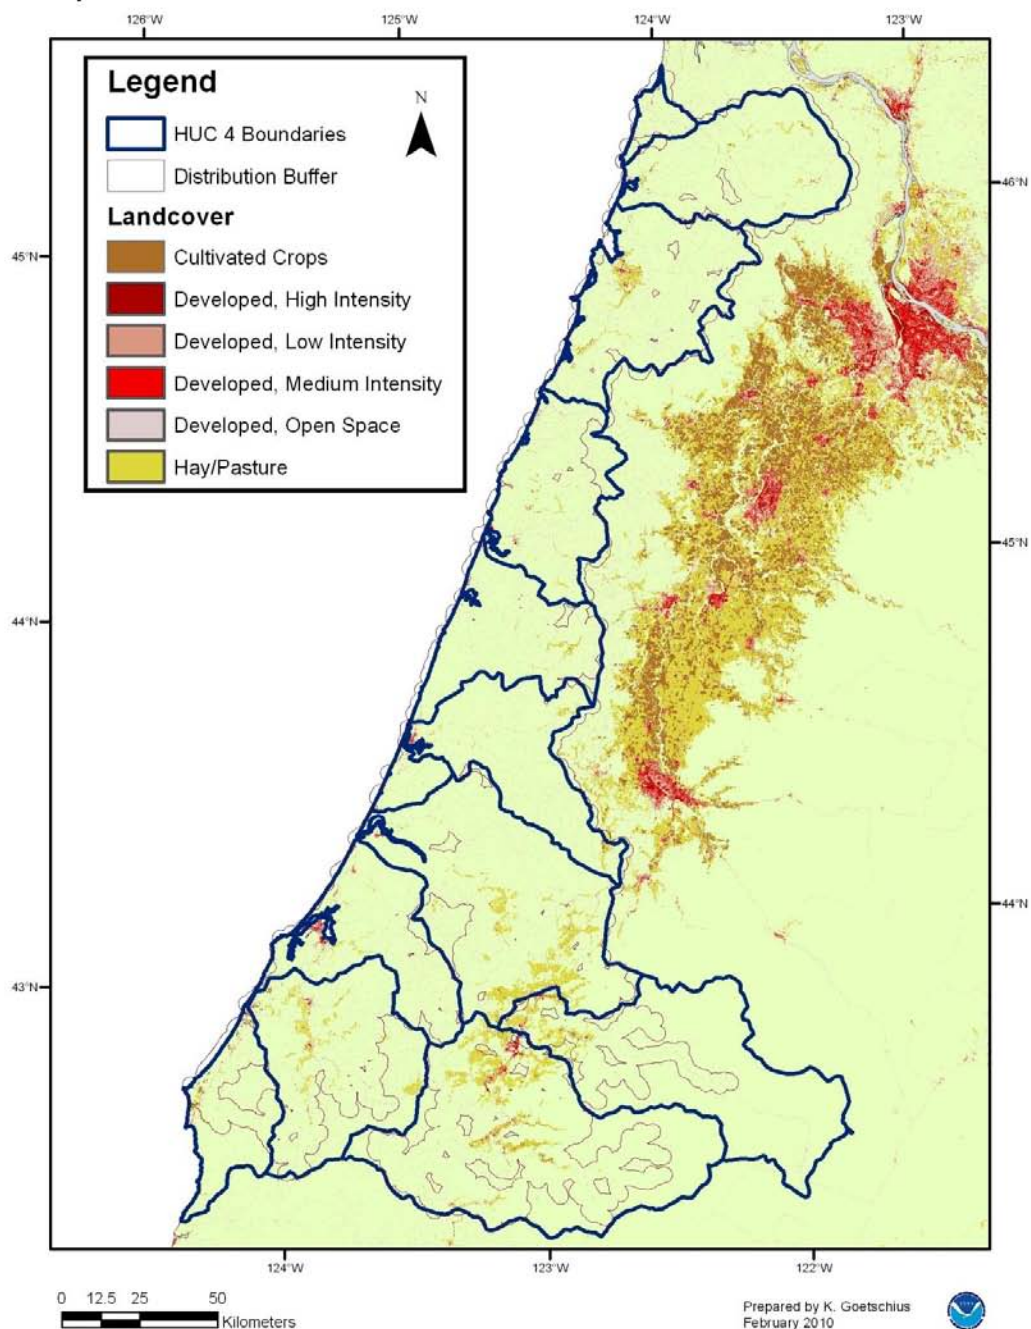 126°W 125°W 124°W 123°W
Legend
N
HUC 4 Boundaries
Distribution Buffer
Landcover
Cultivated Crops
Developed, High Intensity
Developed, Low Intensity
Developed, Medium Intensity
Developed, Open Space
Hay/Pasture
46°N
45°N
45°N
44°N
44°N
43°N
124°W 123°W 122°W
0 12.5 25 50
Kilometers
Prepared by K. Goetschius
February 2010